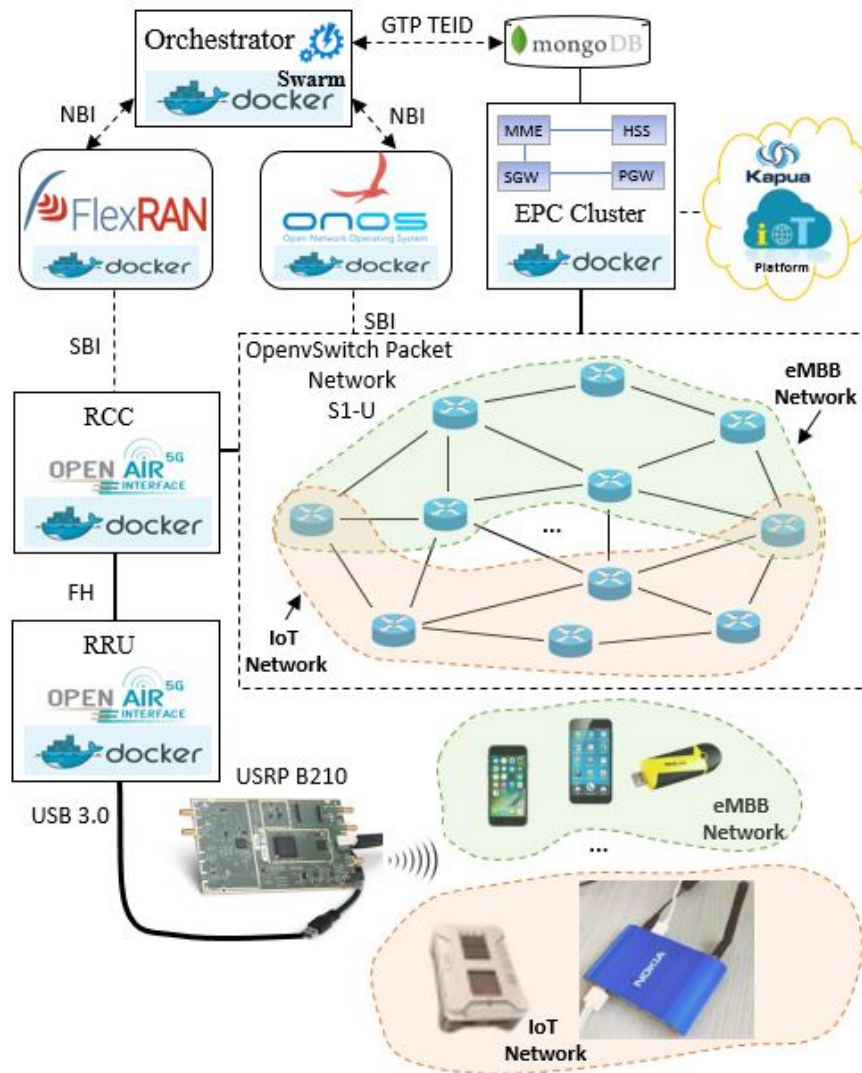 GTP TEID
Orchestrator
Swarm
docker
mongoDB
NBI
NBI
FlexRAN
docker
onos
Open Network Operating System
docker
MME
HSS
SGW
PGW
EPC Cluster
docker
Kapua
IoT
Platform
SBI
SBI
OpenvSwitch Packet
Network
S1-U
eMBB
Network
RCC
OPEN AIR 5G
INTERFACE
docker
...
FH
IoT
Network
RRU
OPEN AIR 5G
INTERFACE
docker
USRP B210
USB 3.0
eMBB
Network
...
NOKIA
IoT
Network